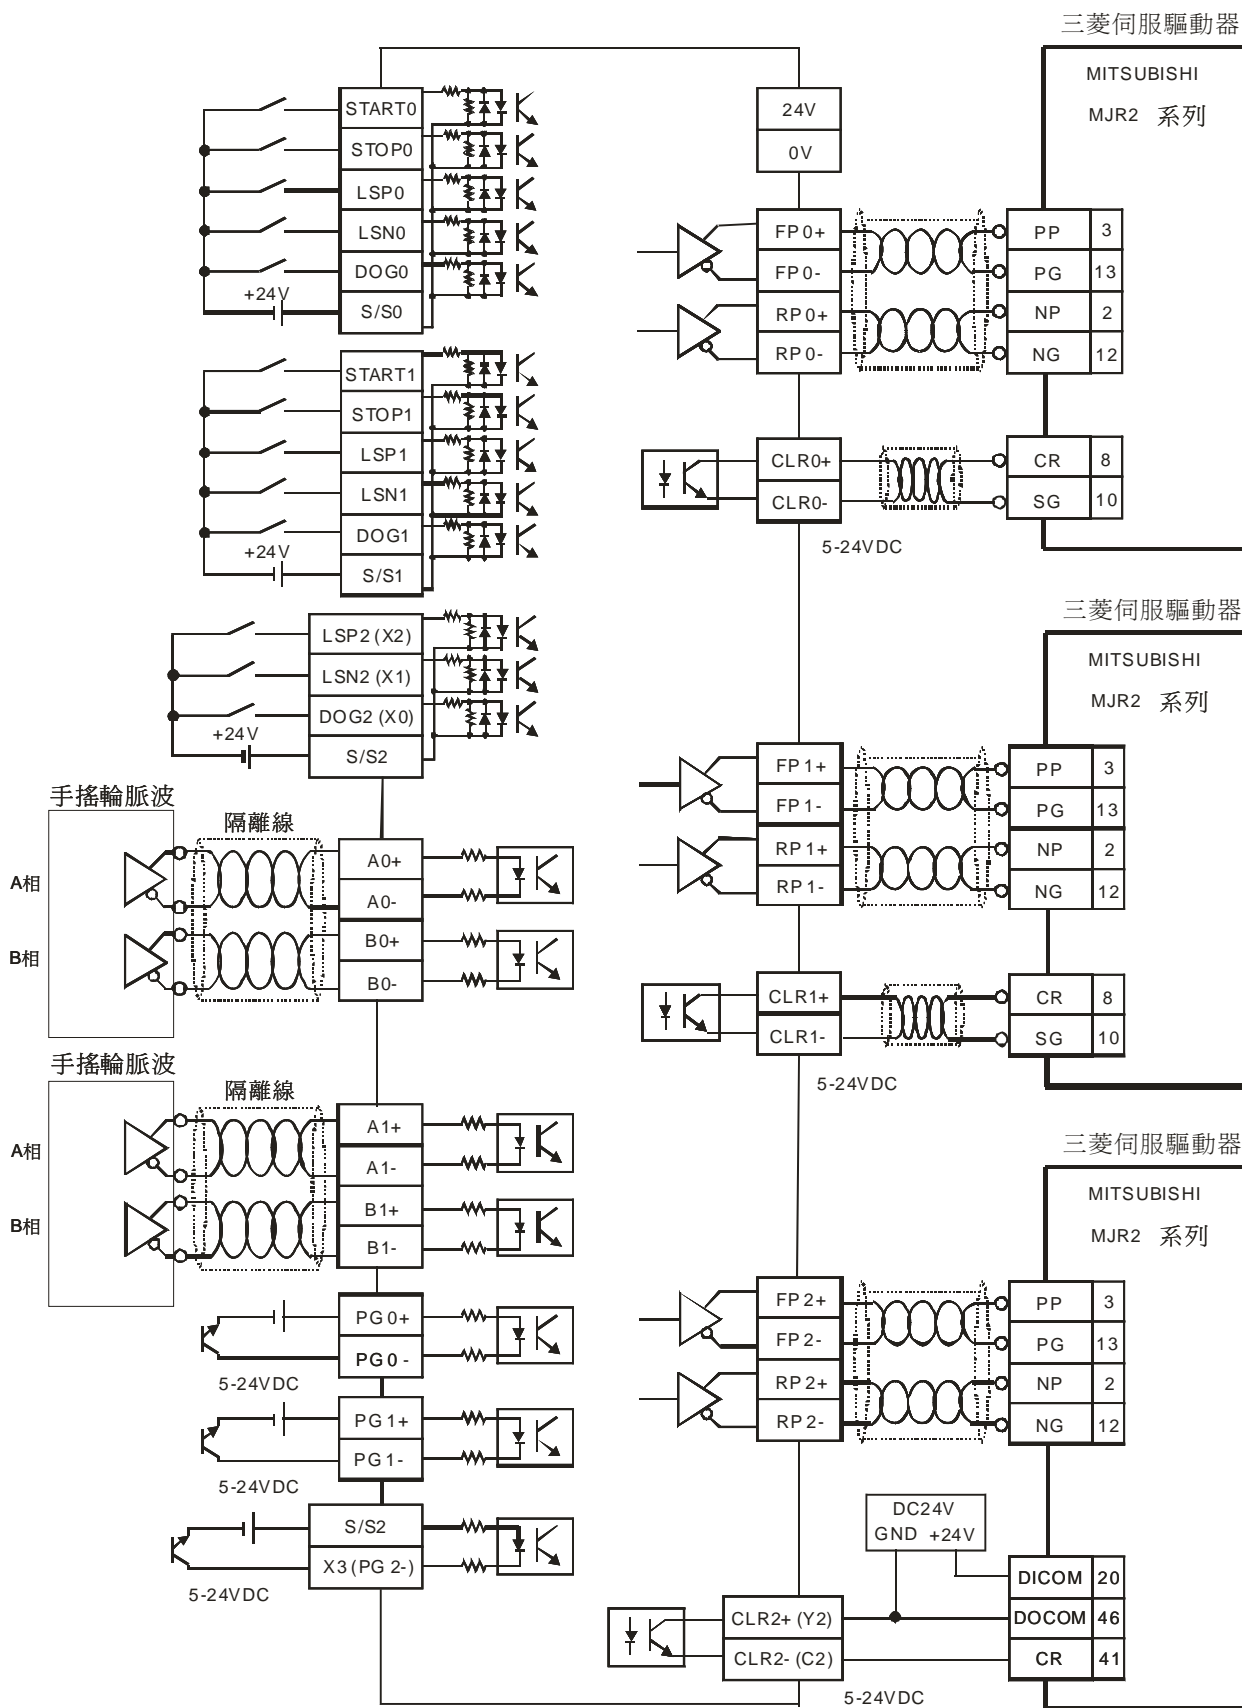 START0
STOP0
LSP0
LSN0
DOG0
+24V
S/S0
START1
STOP1
LSP1
LSN1
DOG1
+24V
S/S1
LSP2 (X2)
LSN2 (X1)
DOG2 (X0)
+24V
S/S2
手搖輪脈波
隔離線
A相
B相
A0+
A0-
B0+
B0-
手搖輪脈波
隔離線
A相
B相
A1+
A1-
B1+
B1-
PG0+
PG0-
5-24VDC
PG1+
PG1-
5-24VDC
S/S2
X3 (PG2-)
5-24VDC
24V
0V
三菱伺服驅動器
MITSUBISHI
MJR2 系列
FP0+
FP0-
RP0+
RP0-
PP 3
PG 13
NP 2
NG 12
CLR0+
CLR0-
CR 8
SG 10
5-24VDC
三菱伺服驅動器
MITSUBISHI
MJR2 系列
FP1+
FP1-
RP1+
RP1-
PP 3
PG 13
NP 2
NG 12
CLR1+
CLR1-
CR 8
SG 10
5-24VDC
三菱伺服驅動器
MITSUBISHI
MJR2 系列
FP2+
FP2-
RP2+
RP2-
PP 3
PG 13
NP 2
NG 12
DC24V
GND +24V
DICOM 20
DOCOM 46
CR 41
CLR2+ (Y2)
CLR2- (C2)
5-24VDC